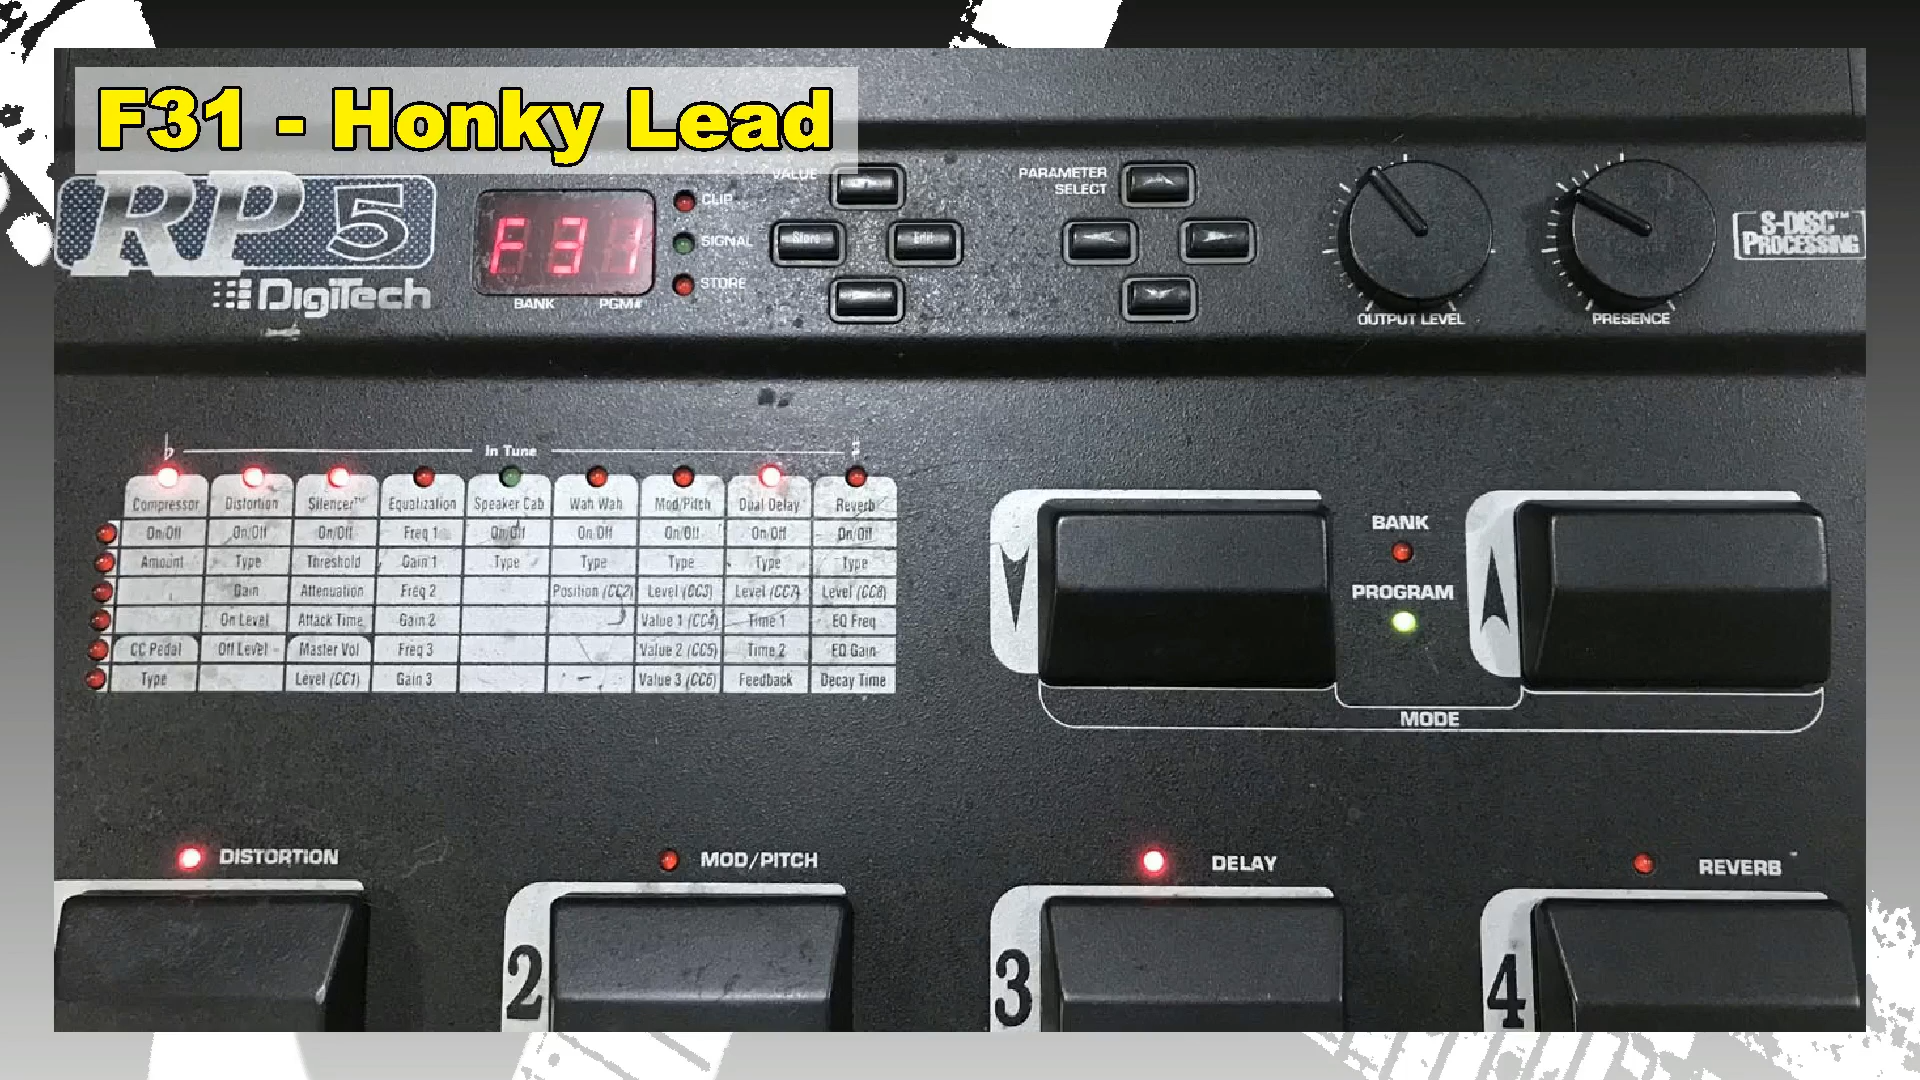 F31 - Honky Lead
RP 5
DigiTech
F31
BANK PGM#
CLIP
SIGNAL
STORE
VALUE
Store
Edit
PARAMETER
SELECT
OUTPUT LEVEL
PRESENCE
S-DISC™
PROCESSING
♭ In Tune ♯
Compressor Distortion Silencer™ Equalization Speaker Cab Wah Wah Mod/Pitch Dual Delay Reverb
On/Off On/Off On/Off Freq 1 On/Off On/Off On/Off On/Off On/Off
Amount Type Threshold Gain 1 Type Type Type Type Type
Gain Attenuation Freq 2 Position (CC2) Level (CC3) Level (CC7) Level (CC8)
On Level Attack Time Gain 2 Value 1 (CC4) Time 1 EQ Freq
CC Pedal Off Level Master Vol Freq 3 Value 2 (CC5) Time 2 EQ Gain
Type Level (CC1) Gain 3 Value 3 (CC6) Feedback Decay Time
BANK
PROGRAM
MODE
DISTORTION
MOD/PITCH
DELAY
REVERB
2
3
4